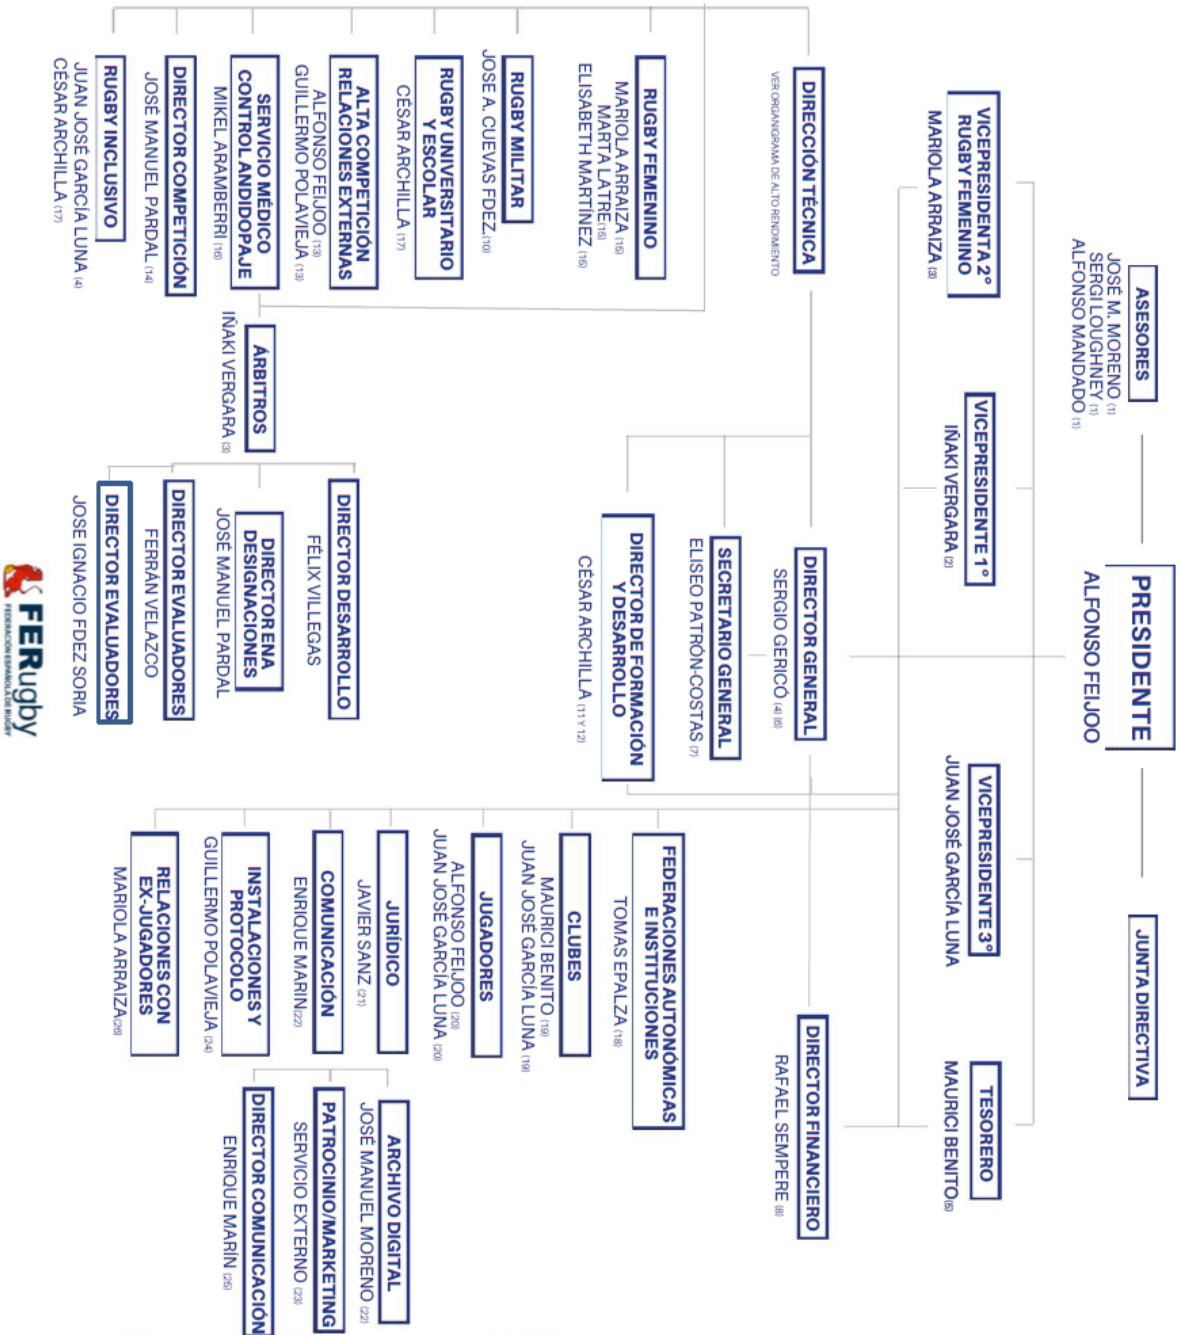 PRESIDENTE
ALFONSO FEIJOO
ASESORES
JOSÉ M. MORENO (1)
SERGI LOUGHNEY (1)
ALFONSO MANDADO (1)
JUNTA DIRECTIVA
VICEPRESIDENTA 2º
RUGBY FEMENINO
MARIOLA ARRAIZA (3)
VICEPRESIDENTE 1º
IÑAKI VERGARA (2)
VICEPRESIDENTE 3º
JUAN JOSÉ GARCÍA LUNA
TESORERO
MAURICI BENITO(5)
DIRECCIÓN TÉCNICA
VER ORGANIGRAMA DE ALTO RENDIMIENTO
DIRECTOR GENERAL
SERGIO GERICÓ (4) (6)
DIRECTOR FINANCIERO
RAFAEL SEMPERE (8)
SECRETARIO GENERAL
ELISEO PATRÓN-COSTAS (7)
DIRECTOR DE FORMACIÓN
Y DESARROLLO
CÉSAR ARCHILLA (11 Y 12)
RUGBY FEMENINO
MARIOLA ARRAIZA (15)
MARTA LATRE(15)
ELISABETH MARTÍNEZ (15)
RUGBY MILITAR
JOSE A. CUEVAS FDEZ.(10)
RUGBY UNIVERSITARIO
Y ESCOLAR
CÉSAR ARCHILLA (17)
ALTA COMPETICIÓN
RELACIONES EXTERNAS
ALFONSO FEIJOO (13)
GUILLERMO POLAVIEJA (13)
SERVICIO MÉDICO
CONTROL ANDIDOPAJE
MIKEL ARAMBERRI (16)
DIRECTOR COMPETICIÓN
JOSÉ MANUEL PARDAL (14)
RUGBY INCLUSIVO
JUAN JOSÉ GARCÍA LUNA (4)
CÉSAR ARCHILLA (17)
ÁRBITROS
IÑAKI VERGARA (3)
DIRECTOR DESARROLLO
FÉLIX VILLEGAS
DIRECTOR ENA
DESIGNACIONES
JOSÉ MANUEL PARDAL
DIRECTOR EVALUADORES
FERRÁN VELAZCO
DIRECTOR EVALUADORES
JOSE IGNACIO FDEZ SORIA
FEDERACIONES AUTONÓMICAS
E INSTITUCIONES
TOMAS EPALZA (18)
CLUBES
MAURICI BENITO (19)
JUAN JOSÉ GARCÍA LUNA (19)
JUGADORES
ALFONSO FEIJOO (20)
JUAN JOSÉ GARCÍA LUNA (20)
JURÍDICO
JAVIER SANZ (21)
COMUNICACIÓN
ENRIQUE MARIN(22)
INSTALACIONES Y
PROTOCOLO
GUILLERMO POLAVIEJA (24)
RELACIONES CON
EX-JUGADORES
MARIOLA ARRAIZA(26)
ARCHIVO DIGITAL
JOSÉ MANUEL MORENO (22)
PATROCINIO/MARKETING
SERVICIO EXTERNO (23)
DIRECTOR COMUNICACIÓN
ENRIQUE MARÍN (25)
FERugby
FEDERACIÓN ESPAÑOLA DE RUGBY